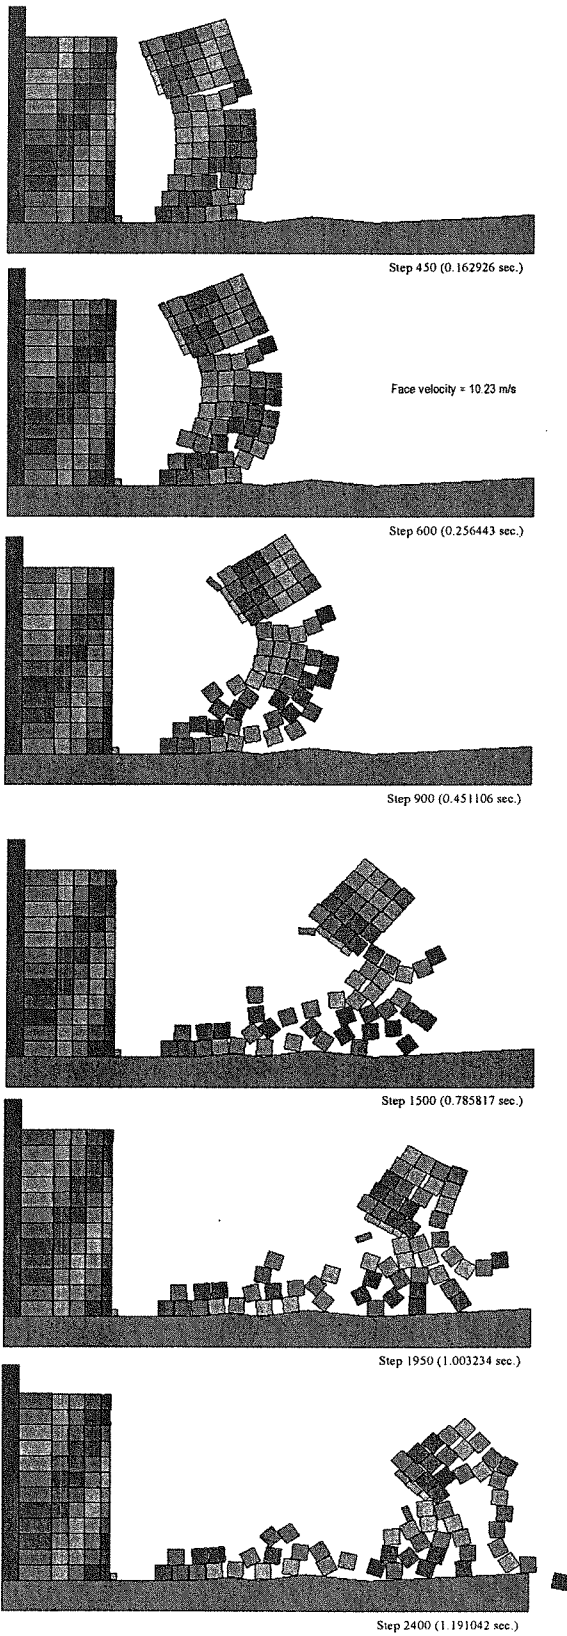 Step 450 (0.162926 sec.)
Face velocity = 10.23 m/s
Step 600 (0.256443 sec.)
Step 900 (0.451106 sec.)
Step 1500 (0.785817 sec.)
Step 1950 (1.003234 sec.)
Step 2400 (1.191042 sec.)